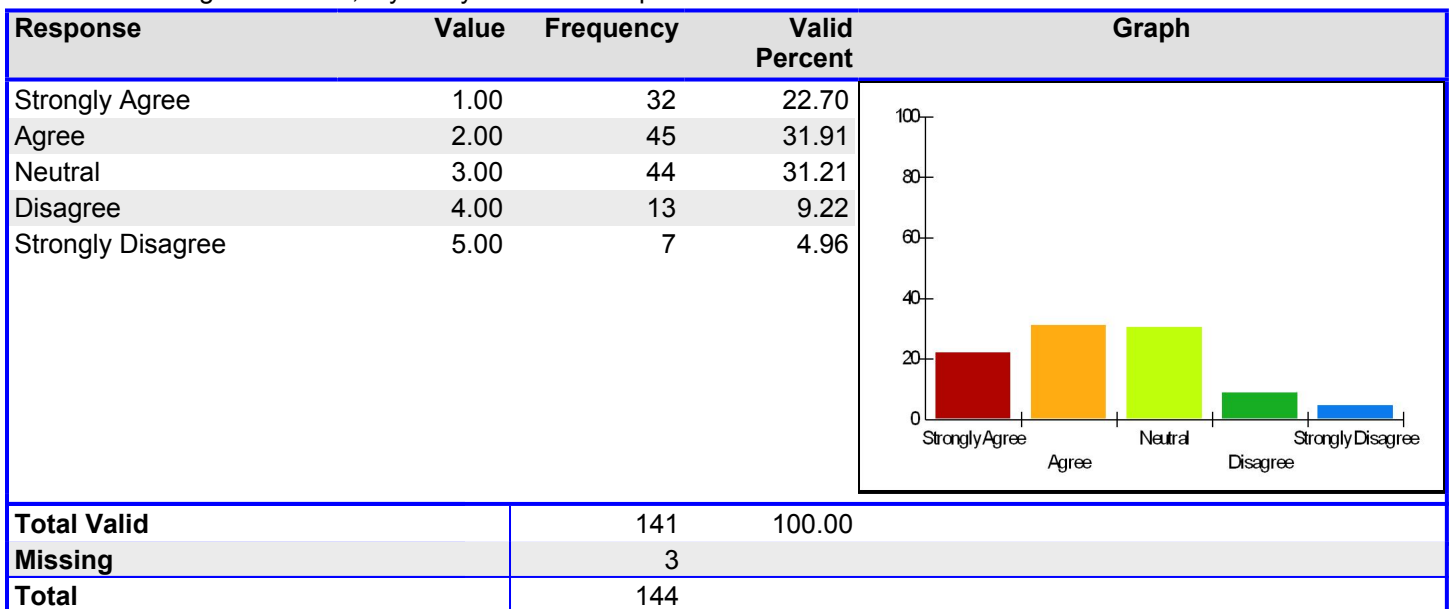 Response Value Frequency Valid Percent Graph
Strongly Agree 1.00 32 22.70
Agree 2.00 45 31.91
Neutral 3.00 44 31.21
Disagree 4.00 13 9.22
Strongly Disagree 5.00 7 4.96
100
80
60
40
20
0
Strongly Agree Neutral Strongly Disagree
Agree Disagree
Total Valid 141 100.00
Missing 3
Total 144